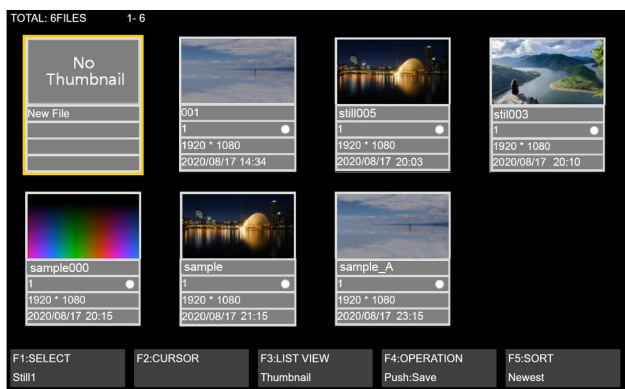 TOTAL: 6FILES 1- 6
No
Thumbnail
New File
001
1
1920 * 1080
2020/08/17 14:34
still005
1
1920 * 1080
2020/08/17 20:03
stil003
1
1920 * 1080
2020/08/17 20:10
sample000
1
1920 * 1080
2020/08/17 20:15
sample
1
1920 * 1080
2020/08/17 21:15
sample_A
1
1920 * 1080
2020/08/17 23:15
F1:SELECT
Still1
F2:CURSOR
F3:LIST VIEW
Thumbnail
F4:OPERATION
Push:Save
F5:SORT
Newest